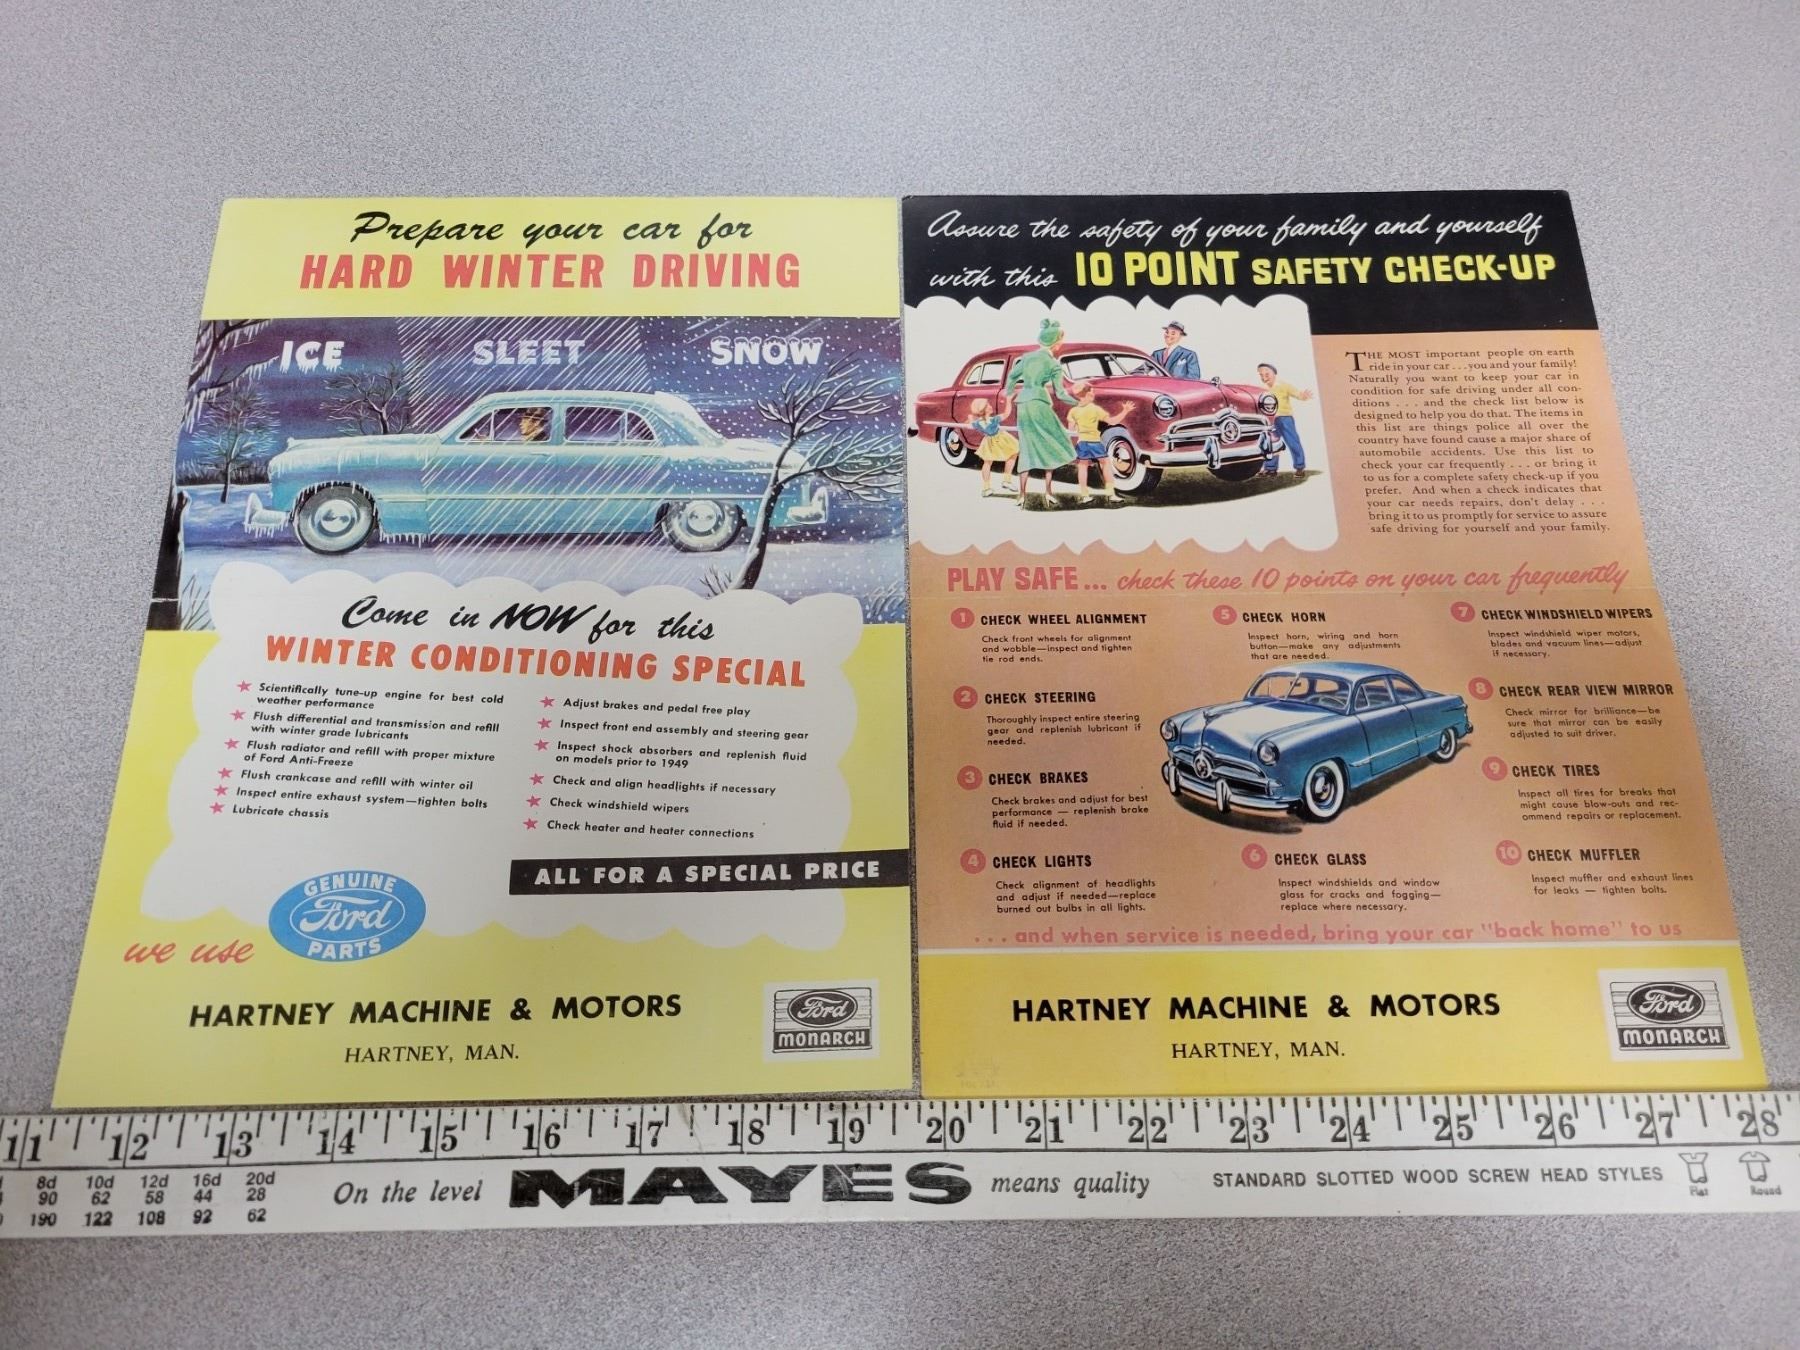 Prepare your car for
HARD WINTER DRIVING
ICE SLEET SNOW
Come in NOW for this
WINTER CONDITIONING SPECIAL
Scientifically tune-up engine for best cold
weather performance
Flush differential and transmission and refill
with winter grade lubricants
Flush radiator and refill with proper mixture
of Ford Anti-Freeze
Flush crankcase and refill with winter oil
Inspect entire exhaust system—tighten bolts
Lubricate chassis
Adjust brakes and pedal free play
Inspect front end assembly and steering gear
Inspect shock absorbers and replenish fluid
on models prior to 1949
Check and align headlights if necessary
Check windshield wipers
Check heater and heater connections
ALL FOR A SPECIAL PRICE
we use
GENUINE
Ford
PARTS
HARTNEY MACHINE & MOTORS
HARTNEY, MAN.
Ford
MONARCH
Assure the safety of your family and yourself
with this 10 POINT SAFETY CHECK-UP
THE MOST important people on earth
ride in your car . . . you and your family!
Naturally you want to keep your car in
condition for safe driving under all con-
ditions . . . and the check list below is
designed to help you do that. The items in
this list are things police all over the
country have found cause a major share of
automobile accidents. Use this list to
check your car frequently . . . or bring it
to us for a complete safety check-up if you
prefer. And when a check indicates that
your car needs repairs, don't delay . . .
bring it to us promptly for service to assure
safe driving for yourself and your family.
PLAY SAFE... check these 10 points on your car frequently
1 CHECK WHEEL ALIGNMENT
Check front wheels for alignment
and wobble—inspect and tighten
tie rod ends.
2 CHECK STEERING
Thoroughly inspect entire steering
gear and replenish lubricant if
needed.
3 CHECK BRAKES
Check brakes and adjust for best
performance — replenish brake
fluid if needed.
4 CHECK LIGHTS
Check alignment of headlights
and adjust if needed—replace
burned out bulbs in all lights.
5 CHECK HORN
Inspect horn, wiring and horn
button—make any adjustments
that are needed.
6 CHECK GLASS
Inspect windshields and window
glass for cracks and fogging—
replace where necessary.
7 CHECK WINDSHIELD WIPERS
Inspect windshield wiper motors,
blades and vacuum lines—adjust
if necessary.
8 CHECK REAR VIEW MIRROR
Check mirror for brilliance—be
sure that mirror can be easily
adjusted to suit driver.
9 CHECK TIRES
Inspect all tires for breaks that
might cause blow-outs and rec-
ommend repairs or replacement.
10 CHECK MUFFLER
Inspect muffler and exhaust lines
for leaks — tighten bolts.
. . . and when service is needed, bring your car "back home" to us
HARTNEY MACHINE & MOTORS
HARTNEY, MAN.
Ford
MONARCH
11 12 13 14 15 16 17 18 19 20 21 22 23 24 25 26 27 28
8d 10d 12d 16d 20d
90 62 58 44 28
190 122 108 92 62
On the level MAYES means quality
STANDARD SLOTTED WOOD SCREW HEAD STYLES
Flat Round